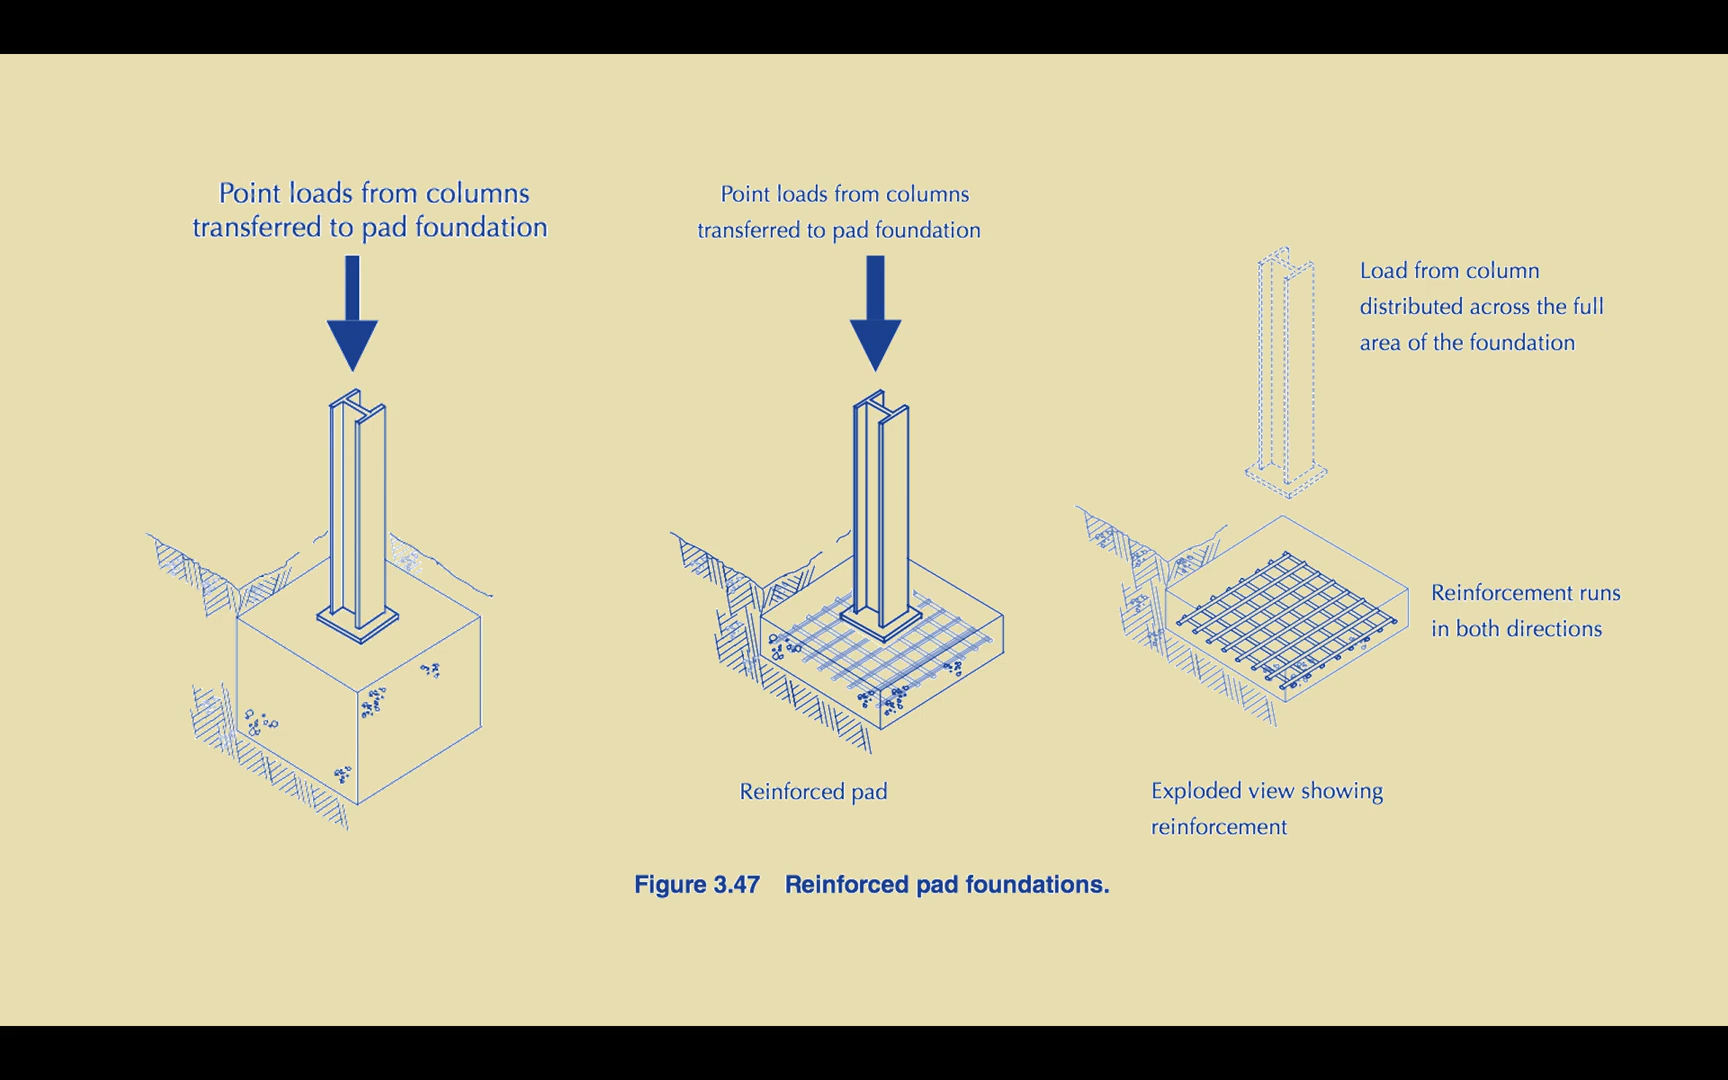 Point loads from columns
transferred to pad foundation
Point loads from columns
transferred to pad foundation
Load from column
distributed across the full
area of the foundation
Reinforcement runs
in both directions
Reinforced pad
Exploded view showing
reinforcement
Figure 3.47 Reinforced pad foundations.